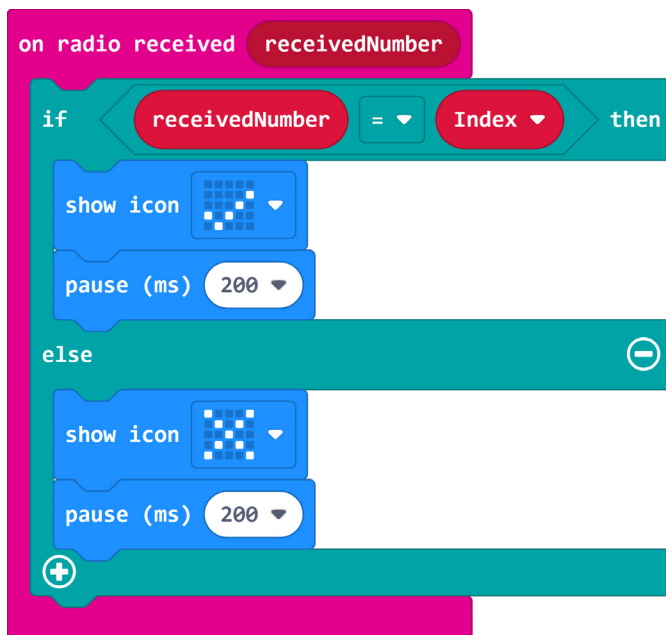 on radio received receivedNumber
if receivedNumber = Index then
show icon
pause (ms) 200
else
show icon
pause (ms) 200